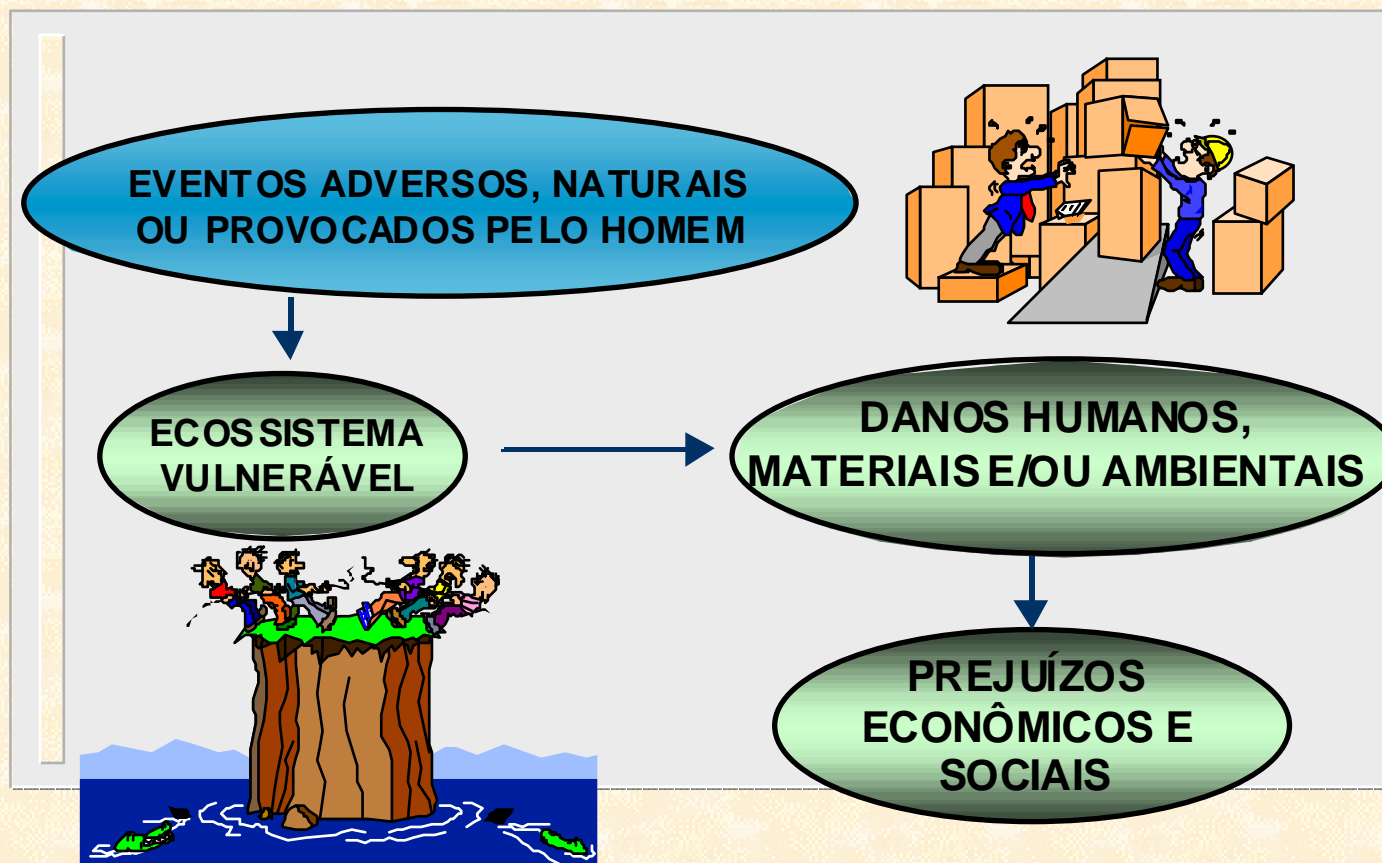 EVENTOS ADVERSOS, NATURAIS
OU PROVOCADOS PELO HOMEM
ECOSSISTEMA
VULNERÁVEL
DANOS HUMANOS,
MATERIAIS E/OU AMBIENTAIS
PREJUÍZOS
ECONÔMICOS E
SOCIAIS